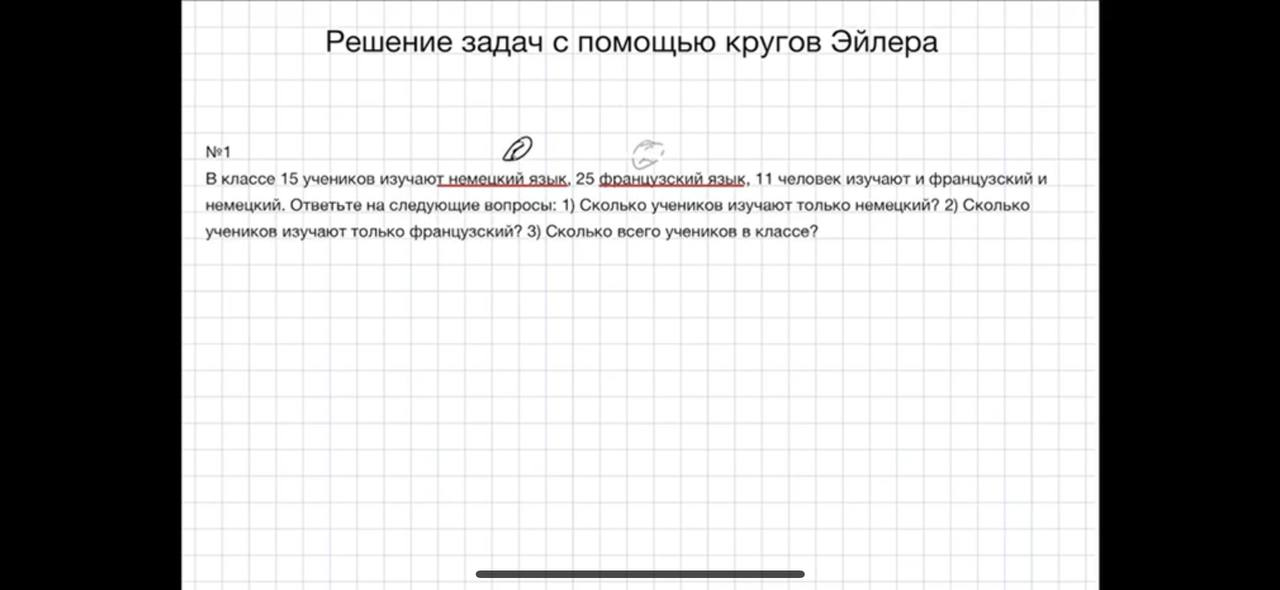 Решение задач с помощью кругов Эйлера
№1
В классе 15 учеников изучают немецкий язык, 25 французский язык, 11 человек изучают и французский и
немецкий. Ответьте на следующие вопросы: 1) Сколько учеников изучают только немецкий? 2) Сколько
учеников изучают только французский? 3) Сколько всего учеников в классе?